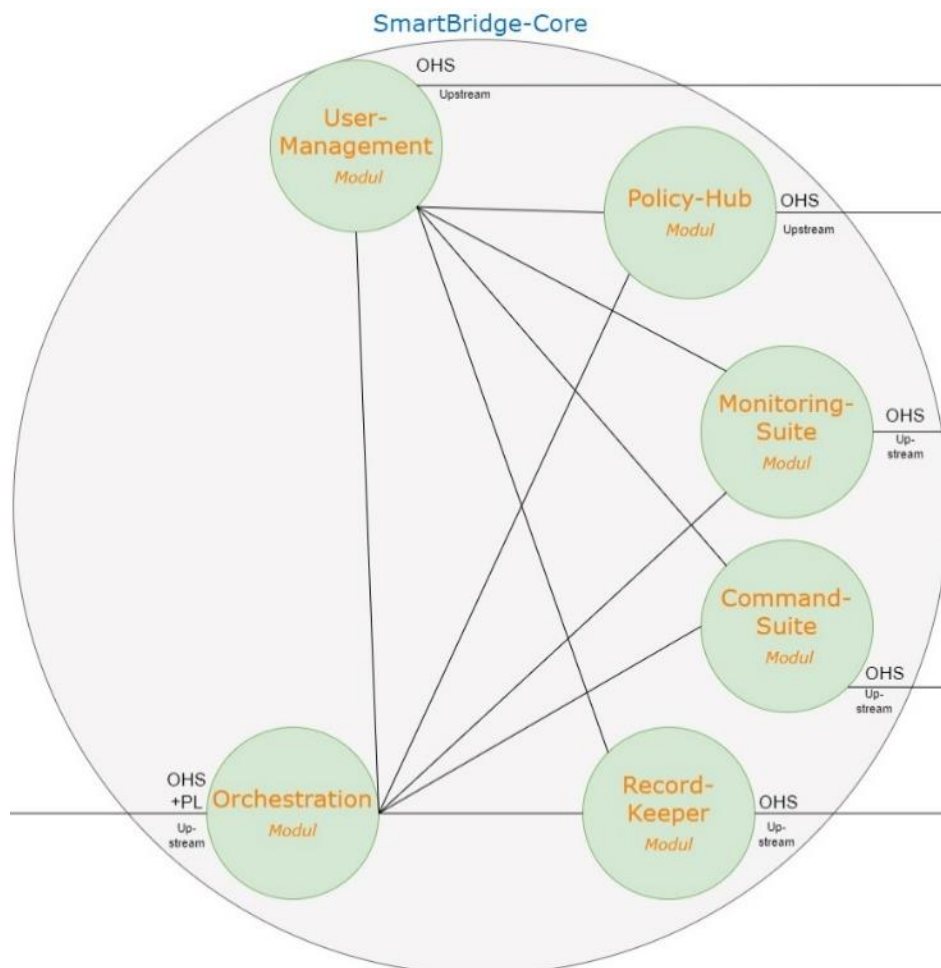 SmartBridge-Core
OHS
Upstream
User-
Management
Modul
Policy-Hub
Modul
OHS
Upstream
Monitoring-
Suite
Modul
OHS
Up-
stream
Command-
Suite
Modul
OHS
Up-
stream
OHS
+PL
Up-
stream
Orchestration
Modul
Record-
Keeper
Modul
OHS
Up-
stream